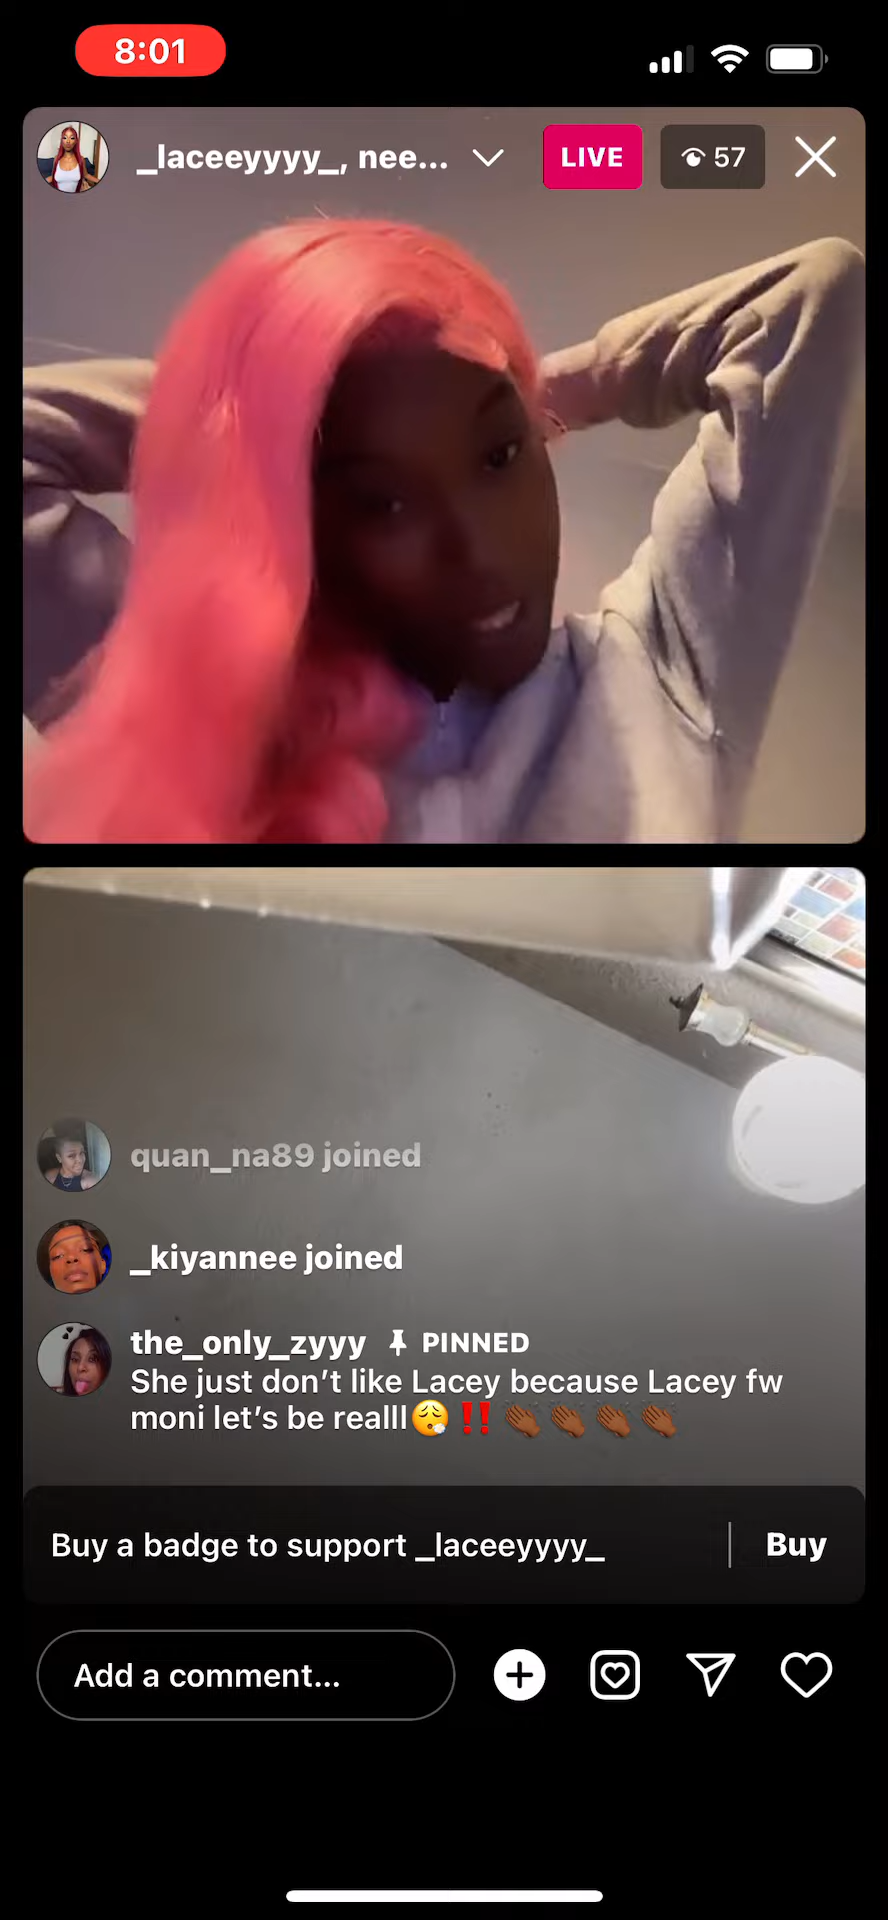 8:01
_laceeyyyy_, nee...
LIVE
57
quan_na89 joined
_kiyannee joined
the_only_zyyy PINNED
She just don’t like Lacey because Lacey fw
moni let’s be realll😮‍💨‼️👏🏾👏🏾👏🏾👏🏾
Buy a badge to support _laceeyyyy_
Buy
Add a comment...